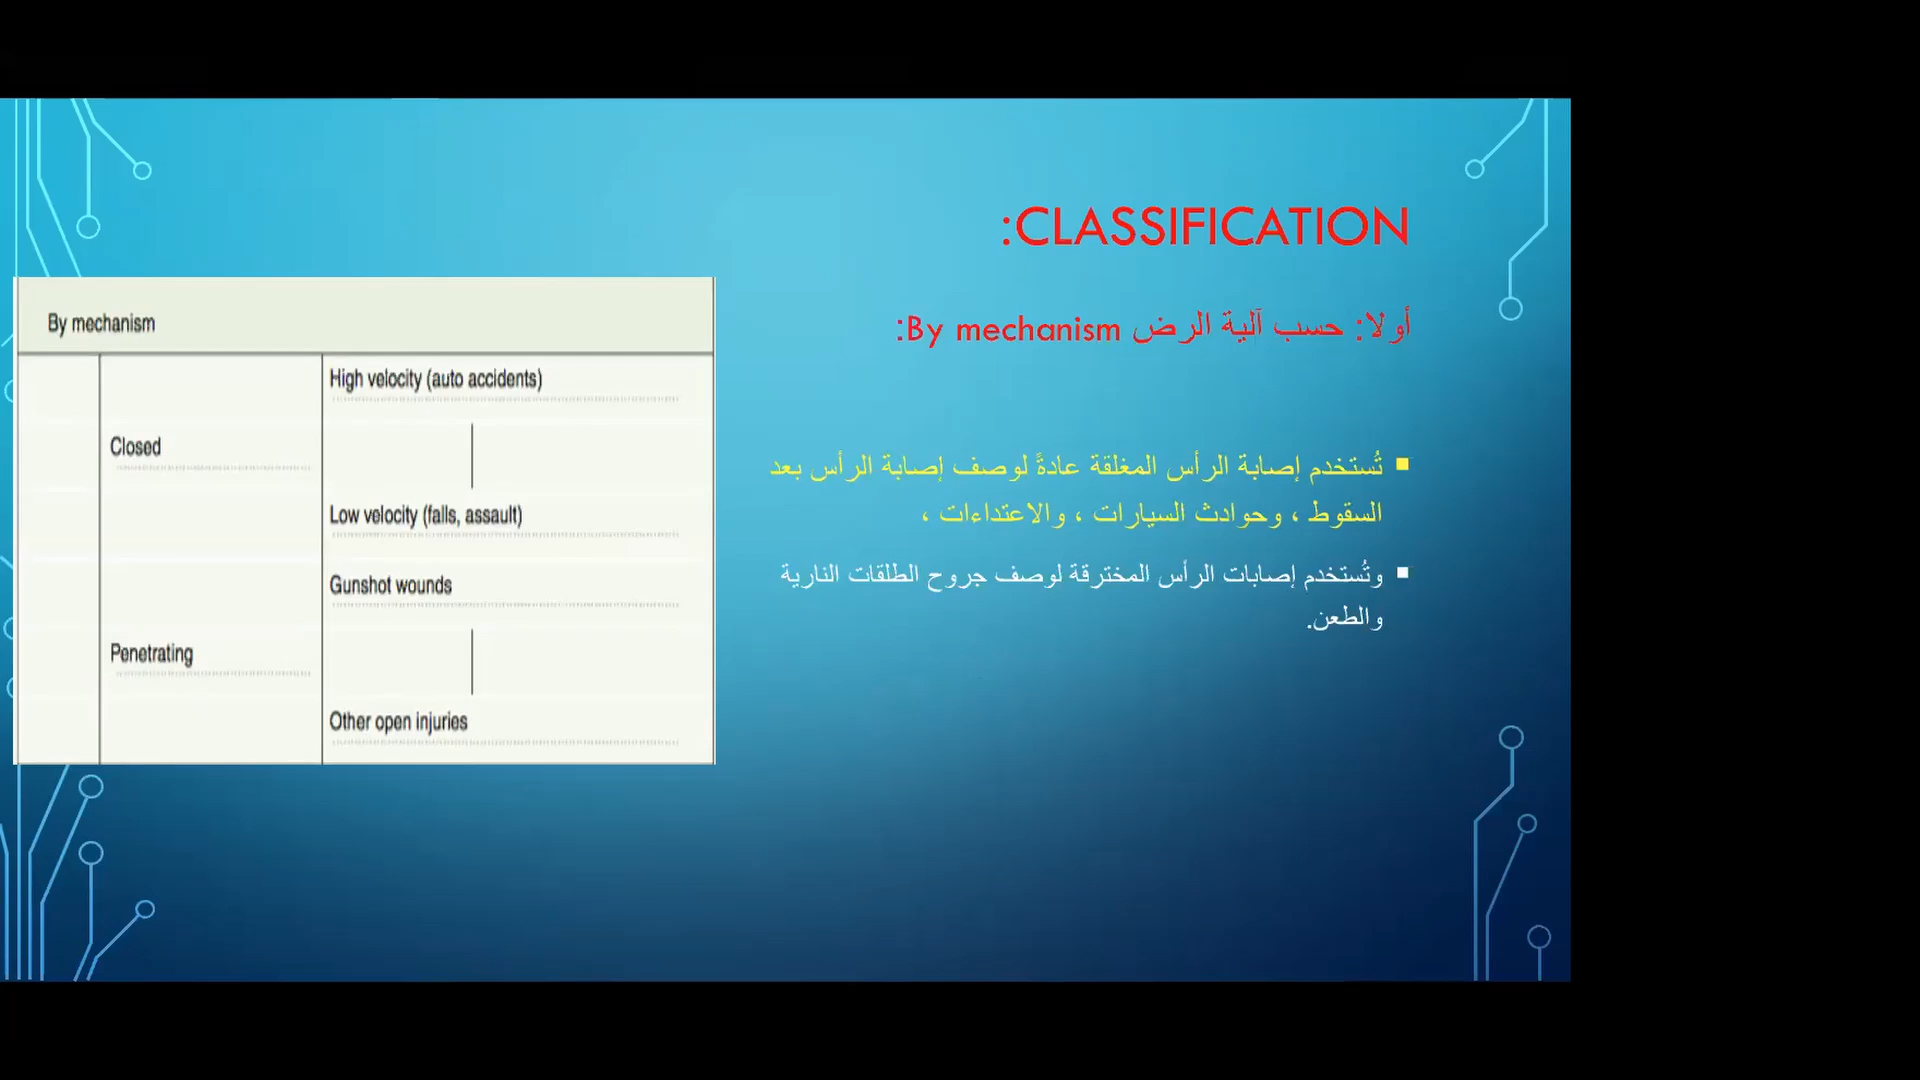 CLASSIFICATION:
أولا: حسب آلية الرض By mechanism:
تُستخدم إصابة الرأس المغلقة عادةً لوصف إصابة الرأس بعد
السقوط ، وحوادث السيارات ، والاعتداءات ،
وتُستخدم إصابات الرأس المخترقة لوصف جروح الطلقات النارية
والطعن.
By mechanism
High velocity (auto accidents)
Closed
Low velocity (falls, assault)
Gunshot wounds
Penetrating
Other open injuries